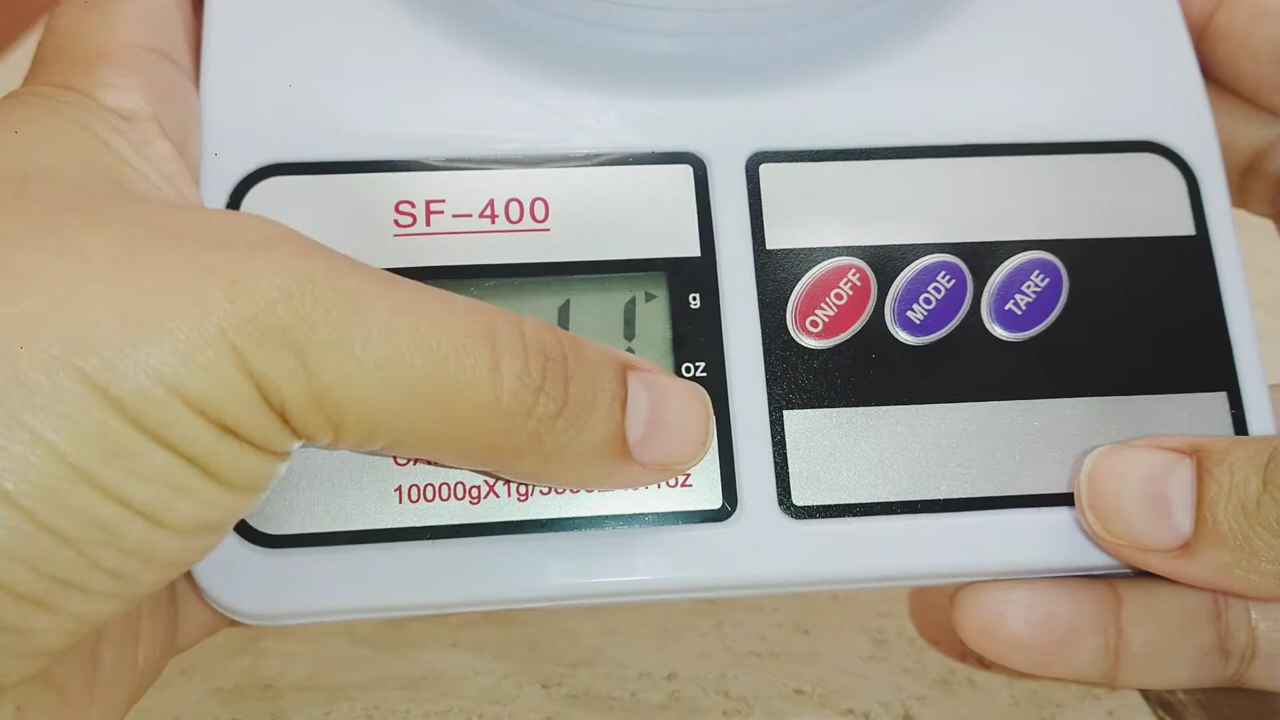 SF-400
g
oz
10000gX1g/
ON/OFF
MODE
TARE